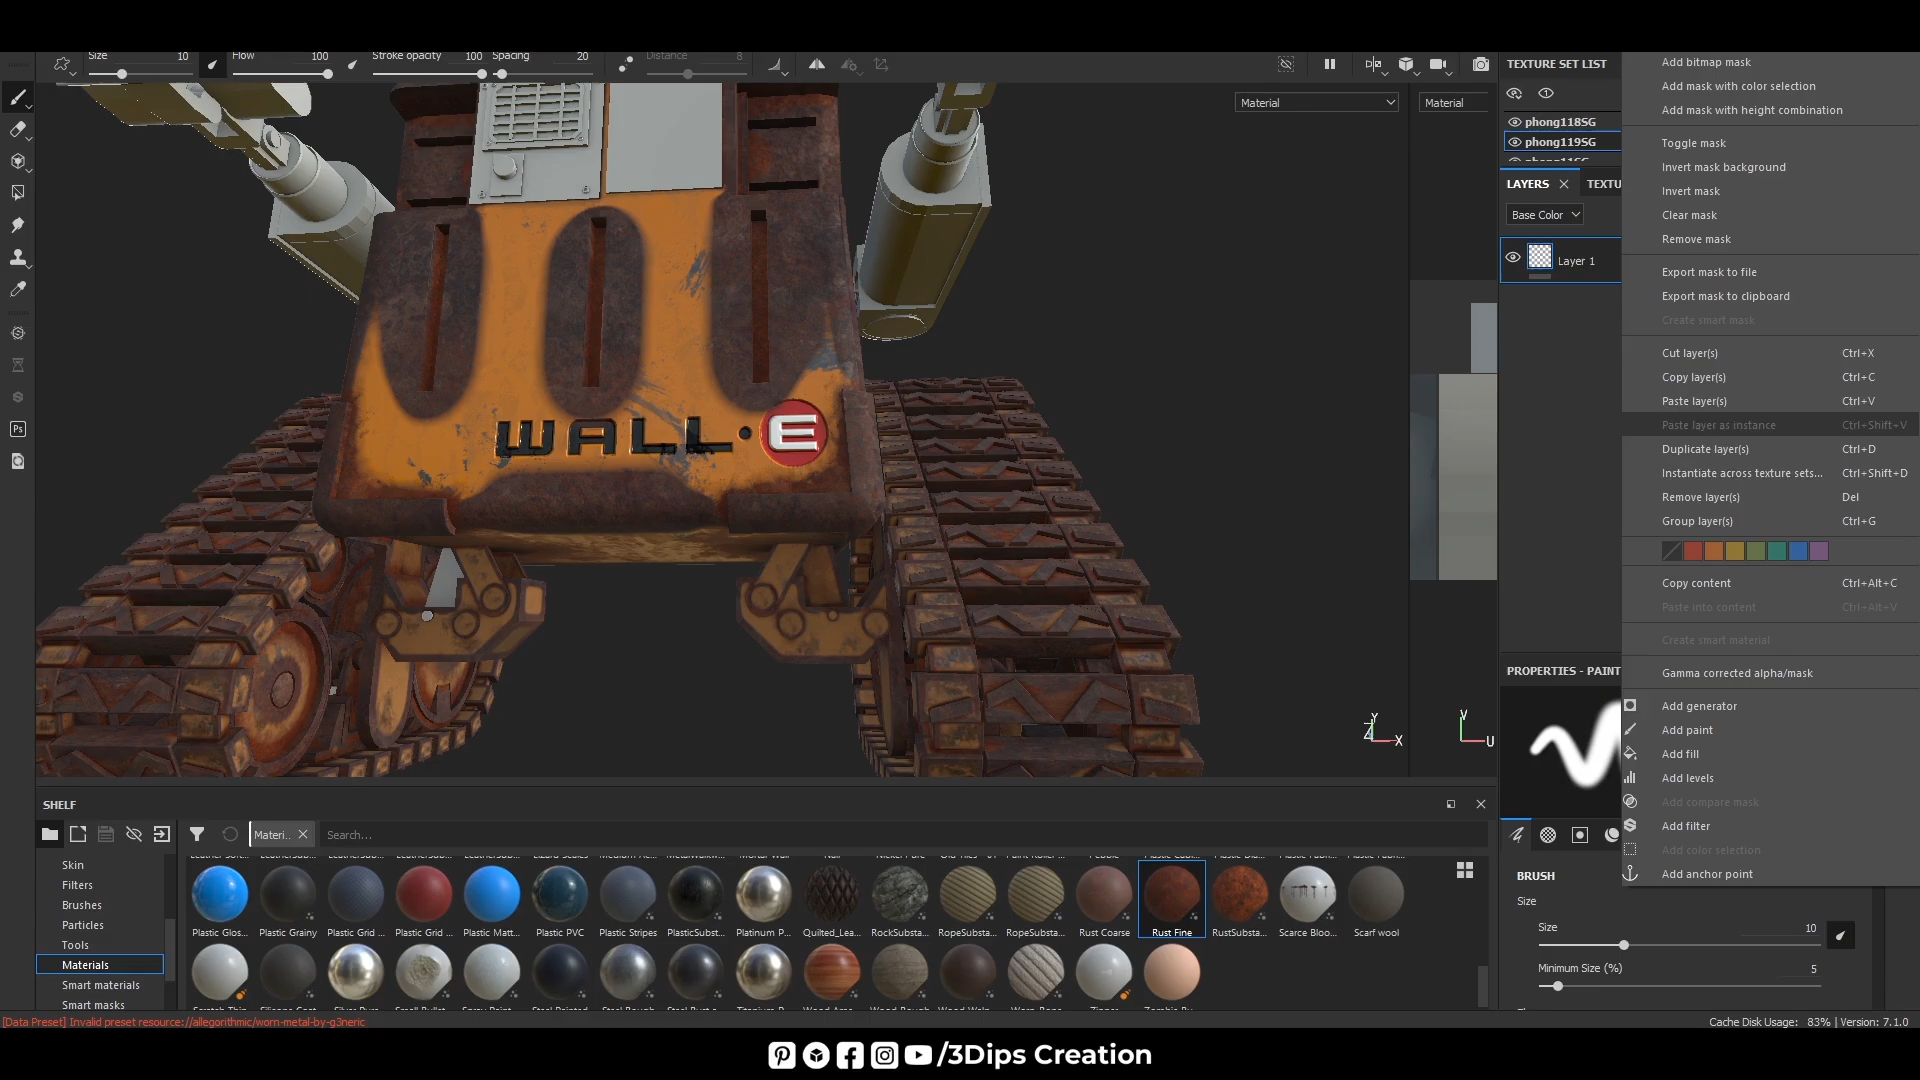 Size 10 Flow 100 Stroke opacity 100 Spacing 20 Distance 8
Material
Material
TEXTURE SET LIST
phong118SG
phong119SG
LAYERS
TEXTU
Base Color
Layer 1
Add bitmap mask
Add mask with color selection
Add mask with height combination
Toggle mask
Invert mask background
Invert mask
Clear mask
Remove mask
Export mask to file
Export mask to clipboard
Create smart mask
Cut layer(s) Ctrl+X
Copy layer(s) Ctrl+C
Paste layer(s) Ctrl+V
Paste layer as instance Ctrl+Shift+V
Duplicate layer(s) Ctrl+D
Instantiate across texture sets... Ctrl+Shift+D
Remove layer(s) Del
Group layer(s) Ctrl+G
Copy content Ctrl+Alt+C
Paste into content Ctrl+Alt+V
Create smart material
Gamma corrected alpha/mask
Add generator
Add paint
Add fill
Add levels
Add compare mask
Add filter
Add color selection
Add anchor point
WALL·E
Ps
Y
Z
X
V
U
PROPERTIES - PAINT
BRUSH
Size
Size 10
Minimum Size (%) 5
SHELF
Materi...
Search...
Skin
Filters
Brushes
Particles
Tools
Materials
Smart materials
Smart masks
Plastic Glos... Plastic Grainy Plastic Grid ... Plastic Grid ... Plastic Matt... Plastic PVC Plastic Stripes PlasticSubst... Platinum P... Quilted_Lea... RockSubsta... RopeSubsta... RopeSubsta... Rust Coarse Rust Fine RustSubsta... Scarce Bloo... Scarf wool
[Data Preset] Invalid preset resource://allegorithmic/worn-metal-by-g3neric
Cache Disk Usage: 83% | Version: 7.1.0
/3Dips Creation